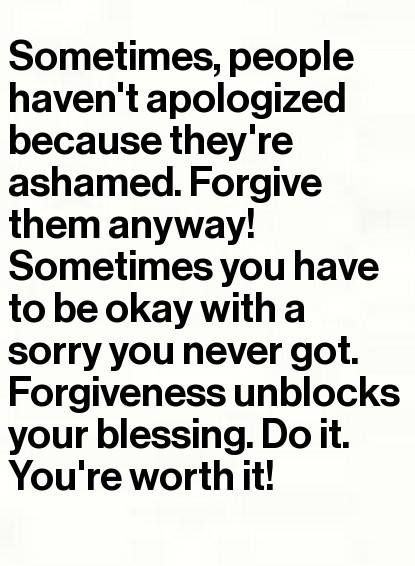 Sometimes, people
haven't apologized
because they're
ashamed. Forgive
them anyway!
Sometimes you have
to be okay with a
sorry you never got.
Forgiveness unblocks
your blessing. Do it.
You're worth it!